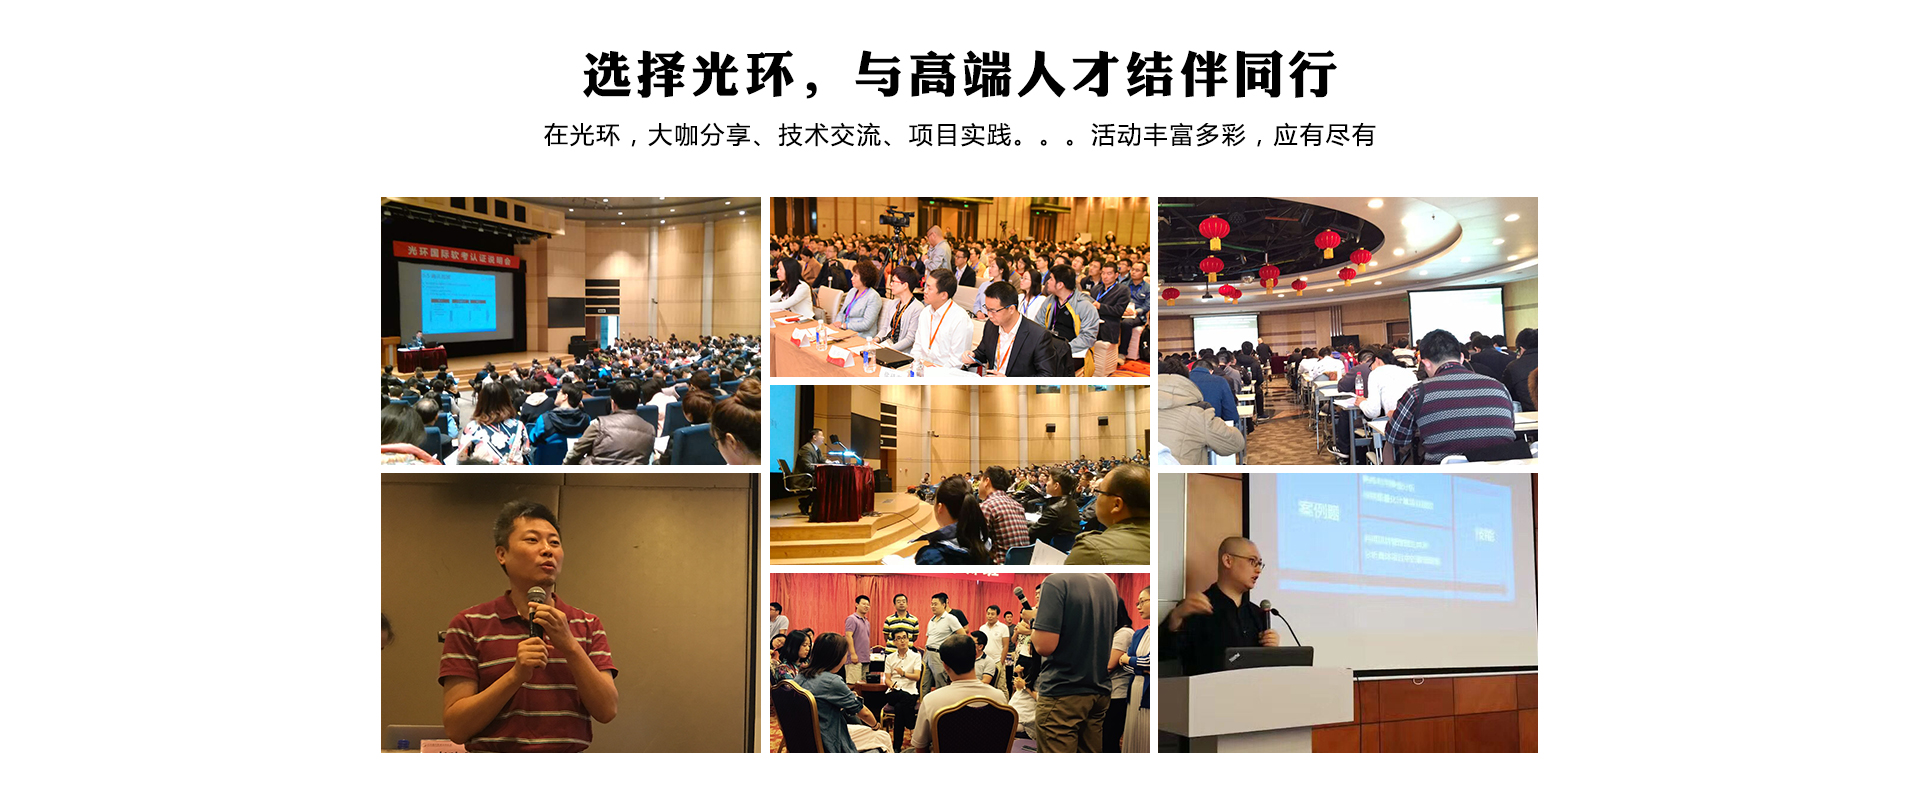 选择光环，与高端人才结伴同行
在光环，大咖分享、技术交流、项目实践。。。活动丰富多彩，应有尽有
光环国际软考认证说明会
案例题